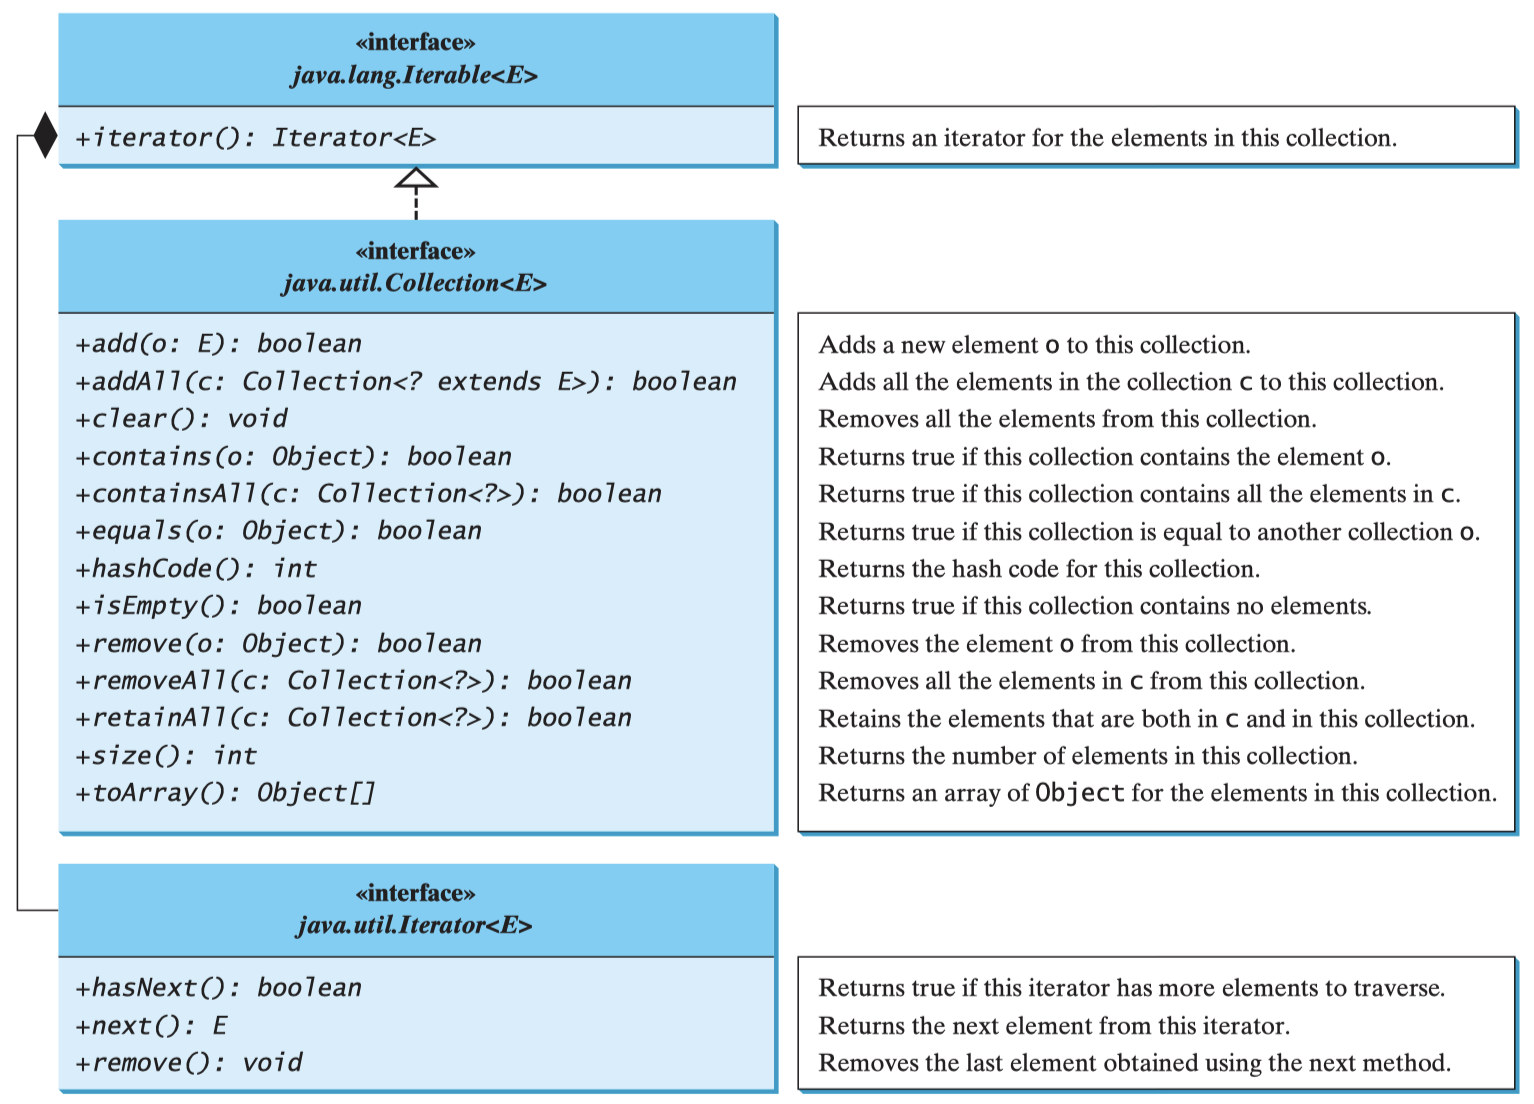 «interface»
java.lang.Iterable<E>
+iterator(): Iterator<E>
Returns an iterator for the elements in this collection.
«interface»
java.util.Collection<E>
+add(o: E): boolean
Adds a new element o to this collection.
+addAll(c: Collection<? extends E>): boolean
Adds all the elements in the collection c to this collection.
+clear(): void
Removes all the elements from this collection.
+contains(o: Object): boolean
Returns true if this collection contains the element o.
+containsAll(c: Collection<?>): boolean
Returns true if this collection contains all the elements in c.
+equals(o: Object): boolean
Returns true if this collection is equal to another collection o.
+hashCode(): int
Returns the hash code for this collection.
+isEmpty(): boolean
Returns true if this collection contains no elements.
+remove(o: Object): boolean
Removes the element o from this collection.
+removeAll(c: Collection<?>): boolean
Removes all the elements in c from this collection.
+retainAll(c: Collection<?>): boolean
Retains the elements that are both in c and in this collection.
+size(): int
Returns the number of elements in this collection.
+toArray(): Object[]
Returns an array of Object for the elements in this collection.
«interface»
java.util.Iterator<E>
+hasNext(): boolean
Returns true if this iterator has more elements to traverse.
+next(): E
Returns the next element from this iterator.
+remove(): void
Removes the last element obtained using the next method.